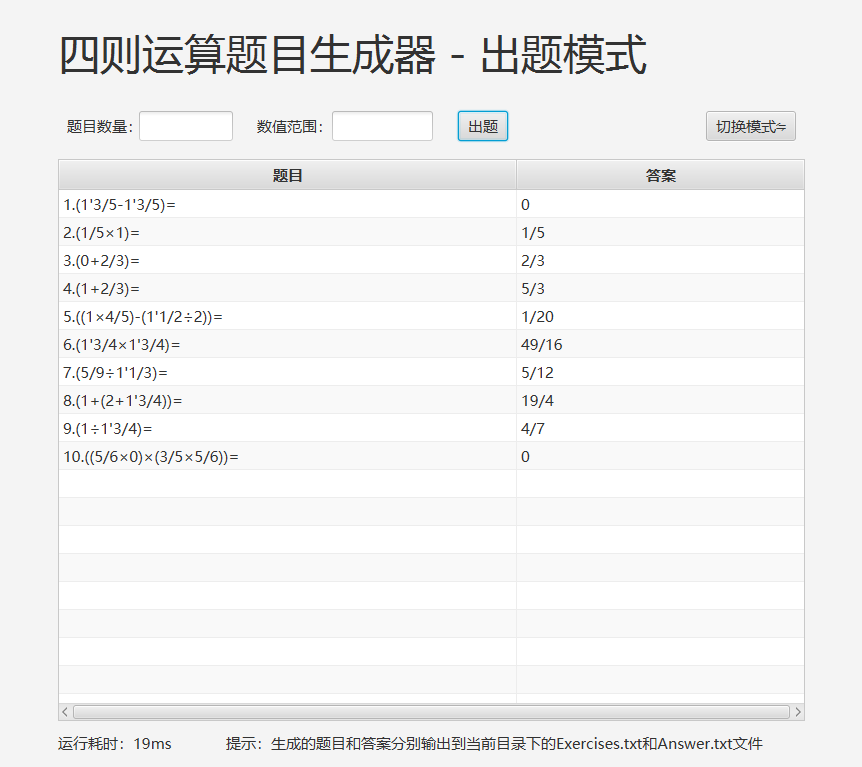 四则运算题目生成器 - 出题模式
题目数量： 数值范围： 出题 切换模式⇋
题目 答案
1.(1'3/5-1'3/5)= 0
2.(1/5×1)= 1/5
3.(0+2/3)= 2/3
4.(1+2/3)= 5/3
5.((1×4/5)-(1'1/2÷2))= 1/20
6.(1'3/4×1'3/4)= 49/16
7.(5/9÷1'1/3)= 5/12
8.(1+(2+1'3/4))= 19/4
9.(1÷1'3/4)= 4/7
10.((5/6×0)×(3/5×5/6))= 0
运行耗时：19ms 提示：生成的题目和答案分别输出到当前目录下的Exercises.txt和Answer.txt文件